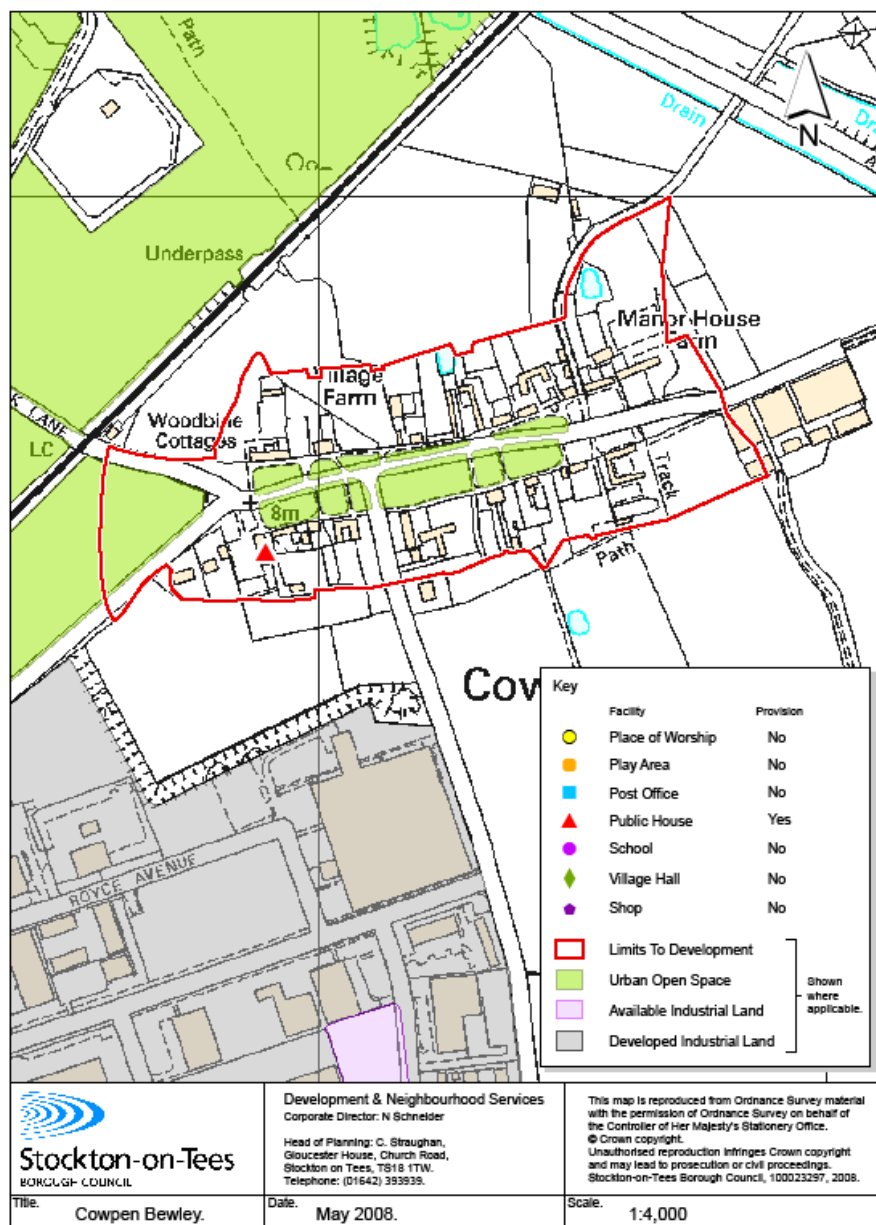 Path
Drain
N
Underpass
Manor House
Farm
Village
Farm
LANE
Woodbine
Cottages
LC
8m
Track
Path
Cow
Key
Facility Provision
Place of Worship No
Play Area No
Post Office No
Public House Yes
School No
Village Hall No
Shop No
Limits To Development
Urban Open Space
Available Industrial Land
Developed Industrial Land
Shown
where
applicable.
ROYCE AVENUE
Stockton-on-Tees
BOROUGH COUNCIL
Development & Neighbourhood Services
Corporate Director: N Schneider
Head of Planning: C. Straughan,
Gloucester House, Church Road,
Stockton on Tees, TS18 1TW.
Telephone: (01642) 393939.
This map is reproduced from Ordnance Survey material
with the permission of Ordnance Survey on behalf of
the Controller of Her Majesty's Stationery Office.
© Crown copyright.
Unauthorised reproduction infringes Crown copyright
and may lead to prosecution or civil proceedings.
Stockton-on-Tees Borough Council, 100023297, 2008.
Title. Cowpen Bewley.
Date. May 2008.
Scale. 1:4,000